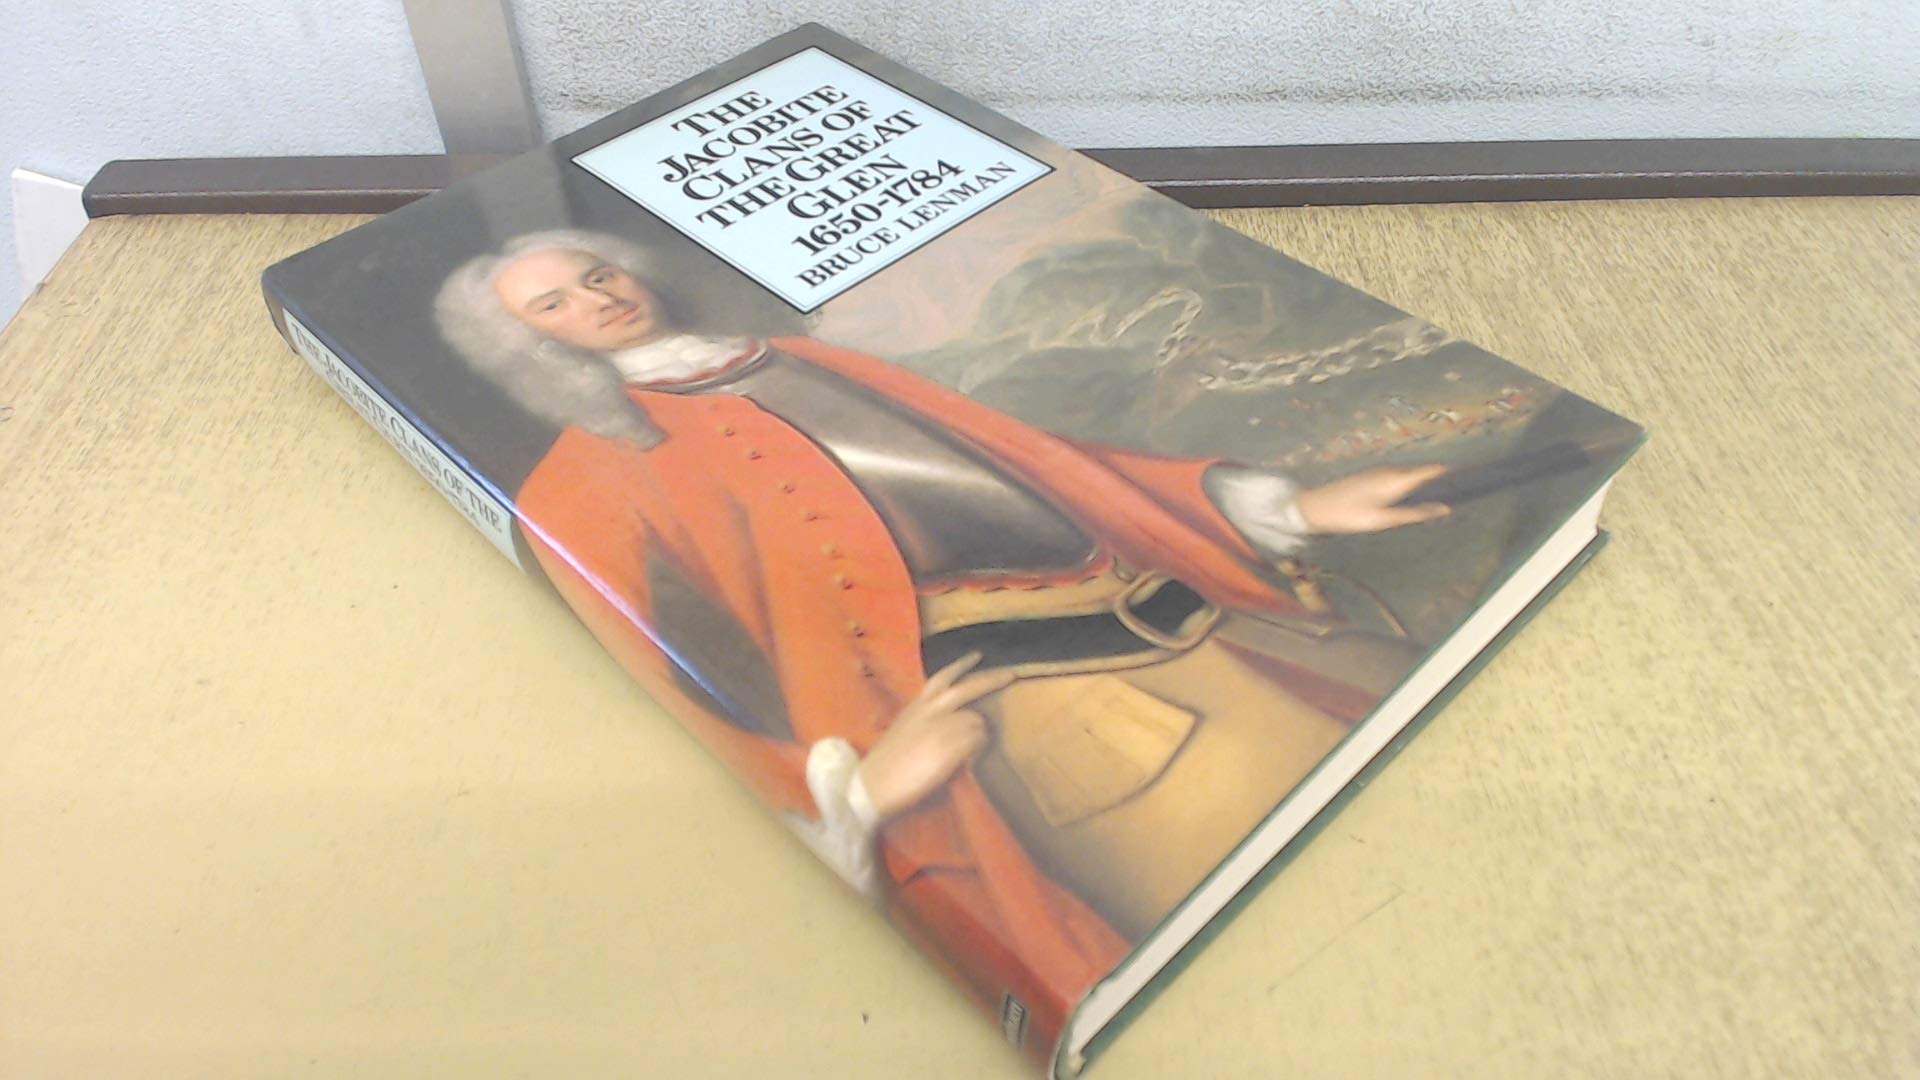 THE
JACOBITE
CLANS OF
THE GREAT
GLEN
1650-1784
BRUCE LENMAN
THE JACOBITE CLANS OF THE